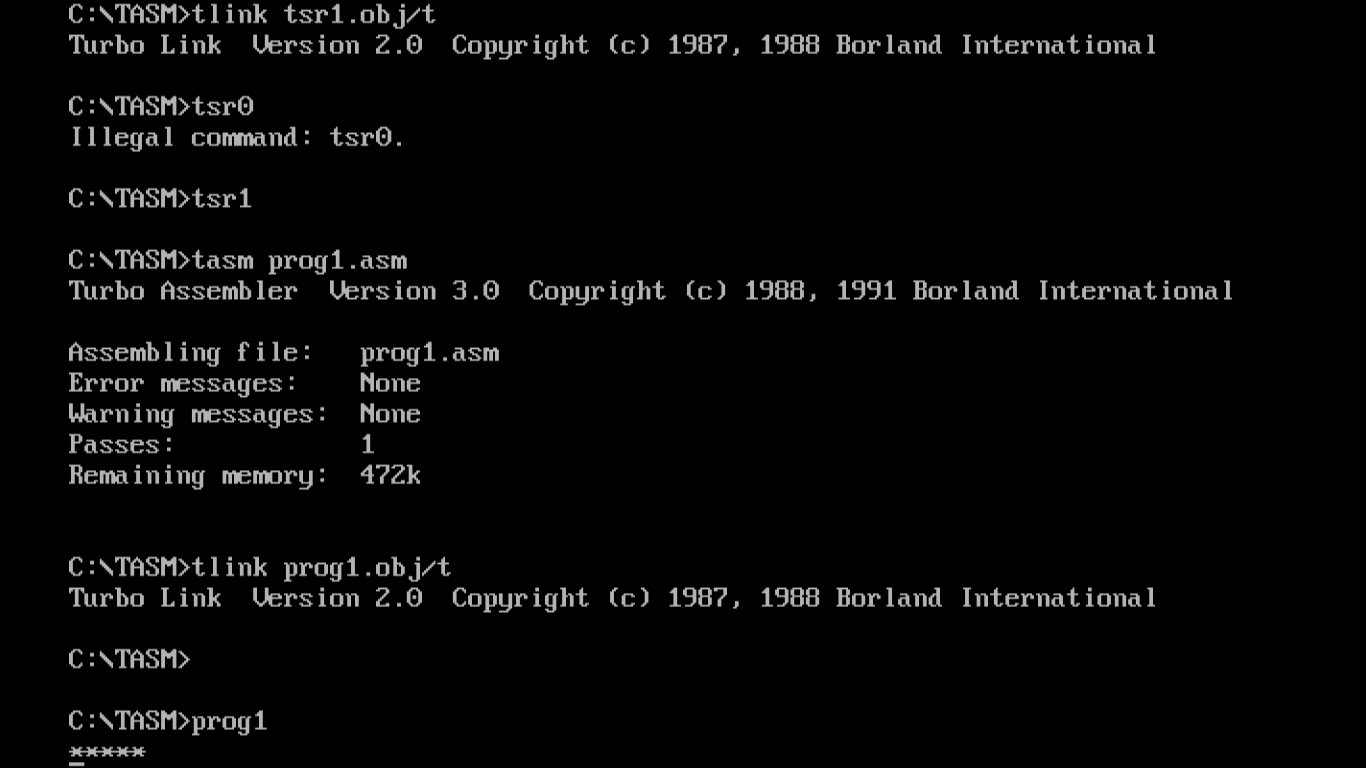 C:\TASM>tlink tsr1.obj/t
Turbo Link  Version 2.0  Copyright (c) 1987, 1988 Borland International
C:\TASM>tsr0
Illegal command: tsr0.
C:\TASM>tsr1
C:\TASM>tasm prog1.asm
Turbo Assembler  Version 3.0  Copyright (c) 1988, 1991 Borland International
Assembling file:   prog1.asm
Error messages:    None
Warning messages:  None
Passes:            1
Remaining memory:  472k
C:\TASM>tlink prog1.obj/t
Turbo Link  Version 2.0  Copyright (c) 1987, 1988 Borland International
C:\TASM>
C:\TASM>prog1
*****